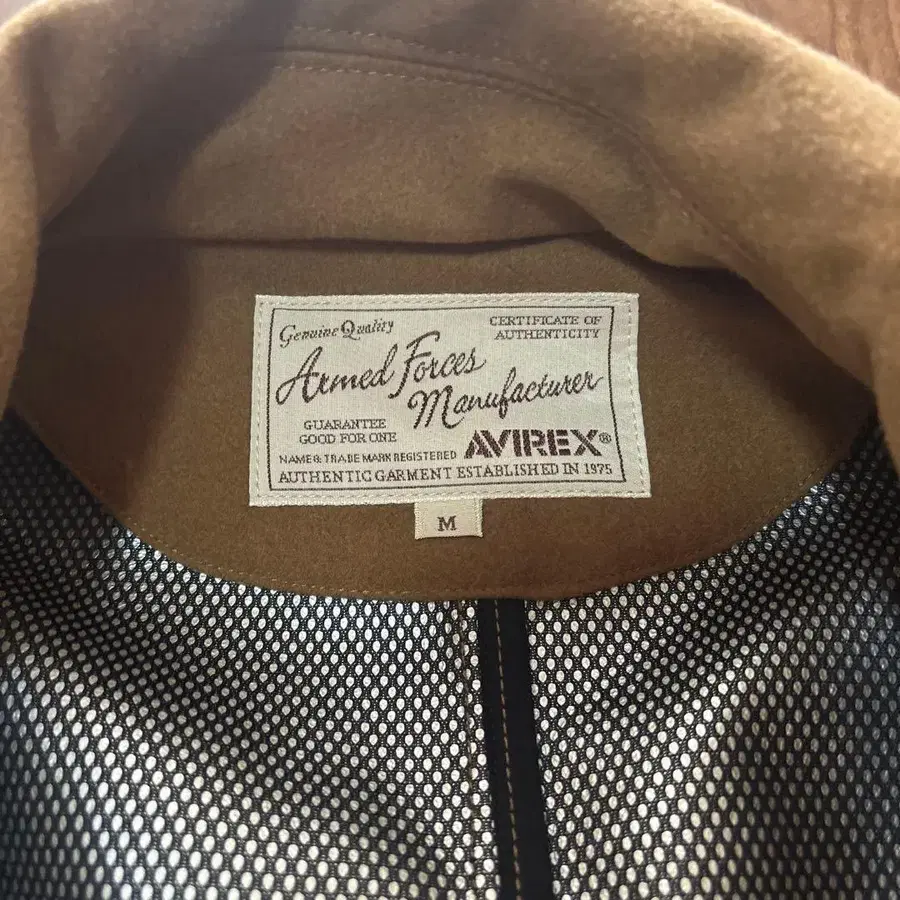 Genuine Quality
CERTIFICATE OF
AUTHENTICITY
Armed Forces
Manufacturer
GUARANTEE
GOOD FOR ONE
AVIREX®
NAME & TRADE MARK REGISTERED
AUTHENTIC GARMENT ESTABLISHED IN 1975
M